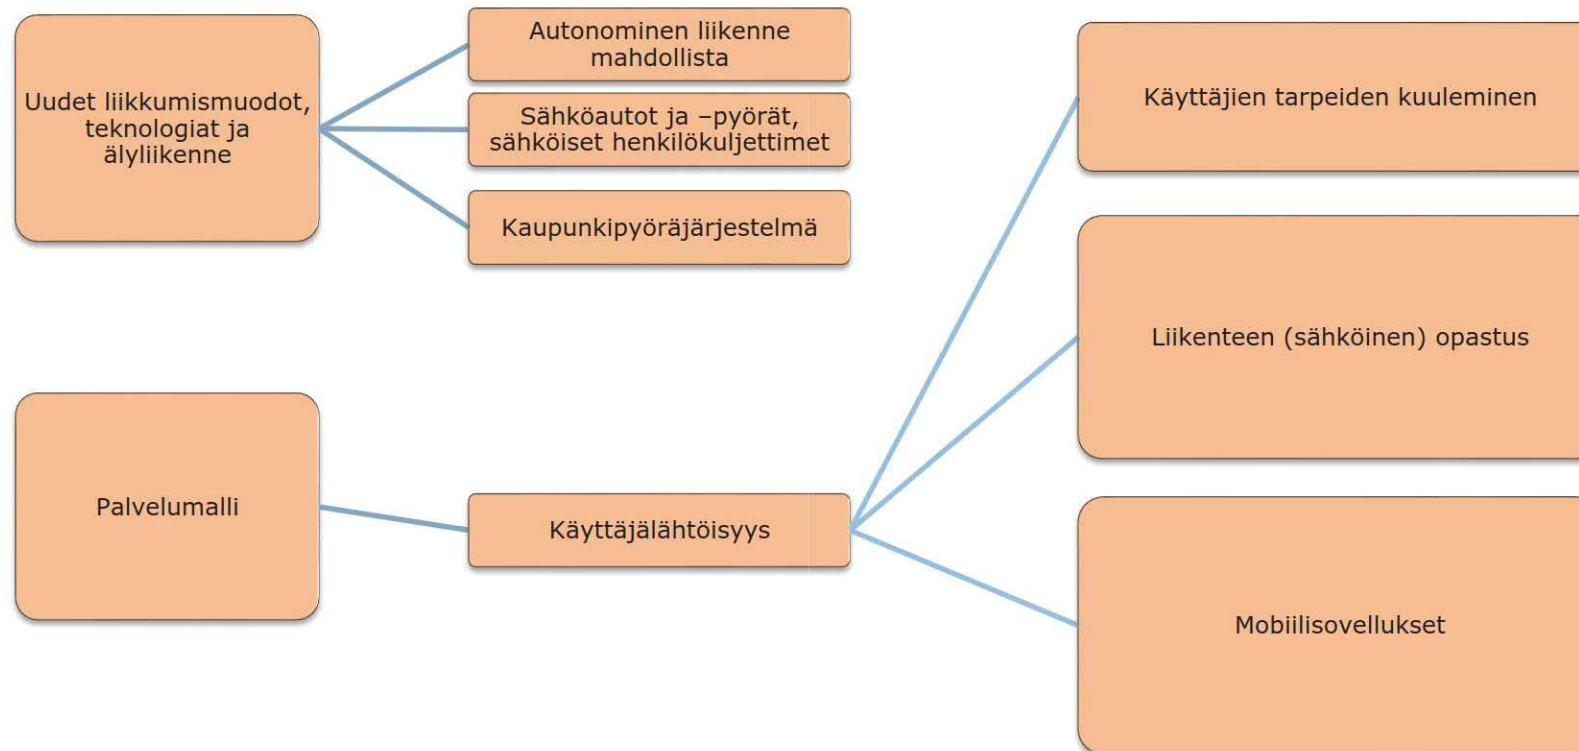 Uudet liikkumismuodot,
teknologiat ja
älyliikenne
Autonominen liikenne
mahdollista
Sähköautot ja –pyörät,
sähköiset henkilökuljettimet
Kaupunkipyöräjärjestelmä
Palvelumalli
Käyttäjälähtöisyys
Käyttäjien tarpeiden kuuleminen
Liikenteen (sähköinen) opastus
Mobiilisovellukset